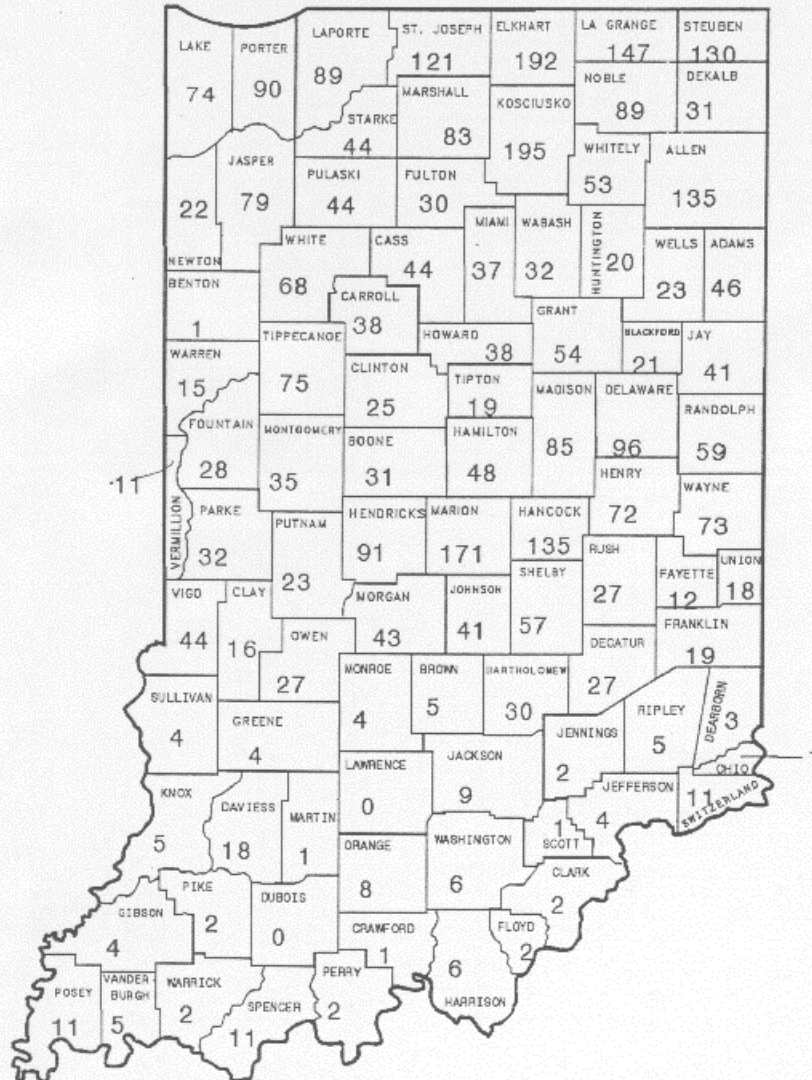 LAKE
74
PORTER
90
LAPORTE
89
ST. JOSEPH
121
ELKHART
192
LA GRANGE
147
STEUBEN
130
NOBLE
89
DEKALB
31
MARSHALL
83
KOSCIUSKO
195
STARKE
44
WHITELY
53
ALLEN
135
JASPER
79
22
NEWTON
PULASKI
44
FULTON
30
MIAMI
37
WABASH
32
HUNTINGTON
20
WELLS
23
ADAMS
46
WHITE
68
CASS
44
BENTON
1
CARROLL
38
GRANT
54
HOWARD
38
BLACKFORD
21
JAY
41
TIPPECANOE
75
WARREN
15
CLINTON
25
TIPTON
19
MADISON
85
DELAWARE
96
RANDOLPH
59
FOUNTAIN
28
MONTGOMERY
35
BOONE
31
HAMILTON
48
HENRY
72
WAYNE
73
11
VERMILLION
PARKE
32
PUTNAM
23
HENDRICKS
91
MARION
171
HANCOCK
135
RUSH
27
FAYETTE
12
UNION
18
SHELBY
57
VIGO
44
CLAY
16
MORGAN
43
JOHNSON
41
FRANKLIN
19
OWEN
27
DECATUR
27
MONROE
4
BROWN
5
BARTHOLOMEW
30
SULLIVAN
4
GREENE
4
JENNINGS
2
RIPLEY
5
DEARBORN
3
OHIO
JACKSON
9
LAWRENCE
0
JEFFERSON
4
11
SWITZERLAND
KNOX
5
DAVIESS
18
MARTIN
1
ORANGE
8
WASHINGTON
6
1
SCOTT
CLARK
2
PIKE
2
DUBOIS
0
GIBSON
4
CRAWFORD
1
FLOYD
2
6
HARRISON
PERRY
2
POSEY
11
VANDER-
BURGH
5
WARRICK
2
SPENCER
11